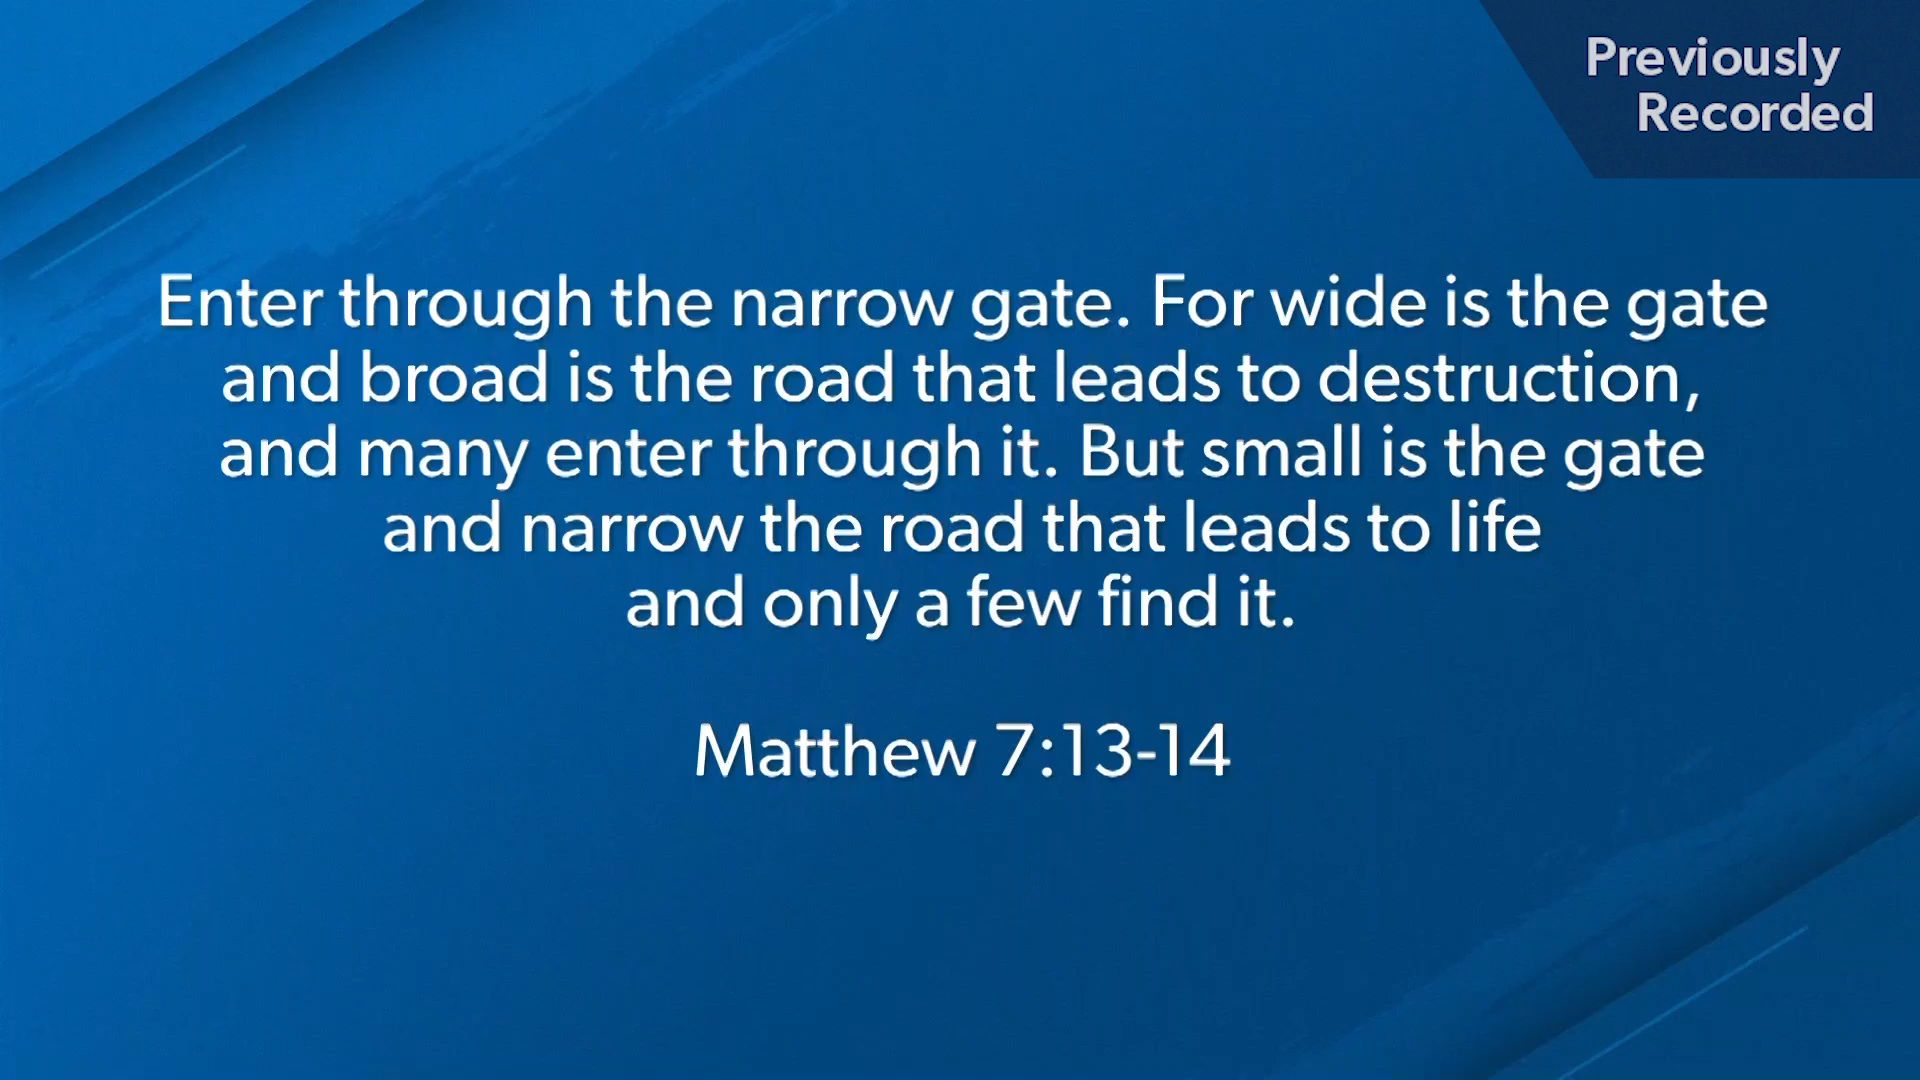 Previously
Recorded
Enter through the narrow gate. For wide is the gate
and broad is the road that leads to destruction,
and many enter through it. But small is the gate
and narrow the road that leads to life
and only a few find it.
Matthew 7:13-14